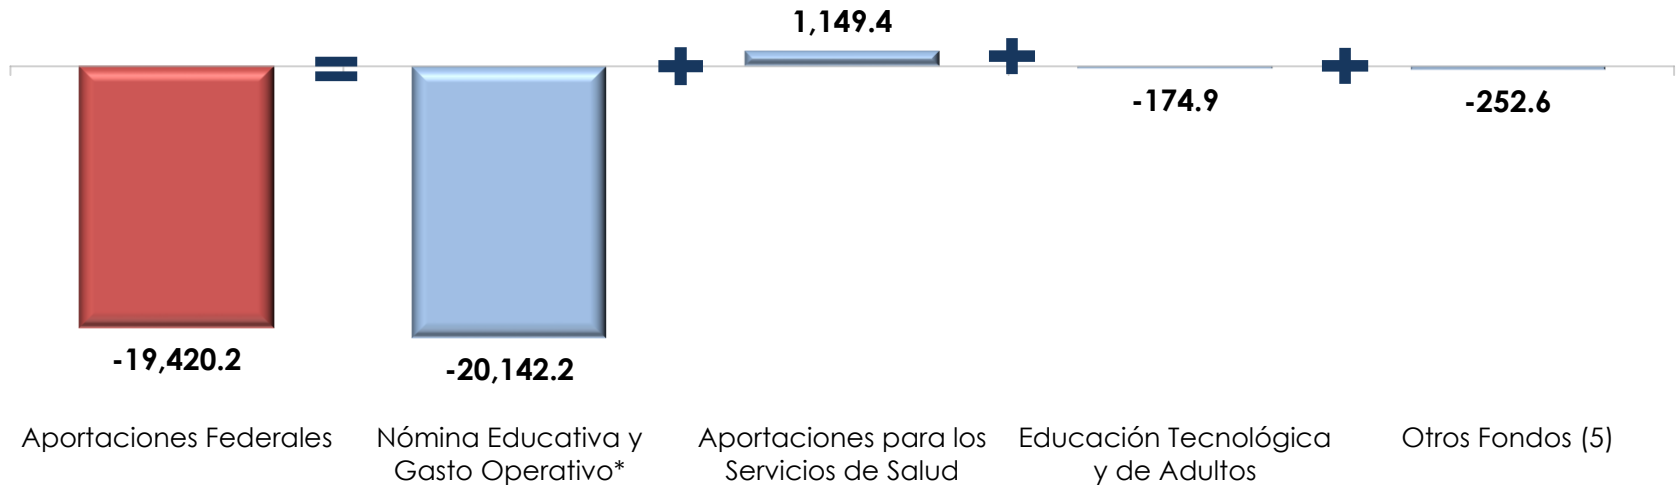 1,149.4
-174.9
-252.6
-19,420.2
-20,142.2
Aportaciones Federales
Nómina Educativa y
Gasto Operativo*
Aportaciones para los
Servicios de Salud
Educación Tecnológica
y de Adultos
Otros Fondos (5)